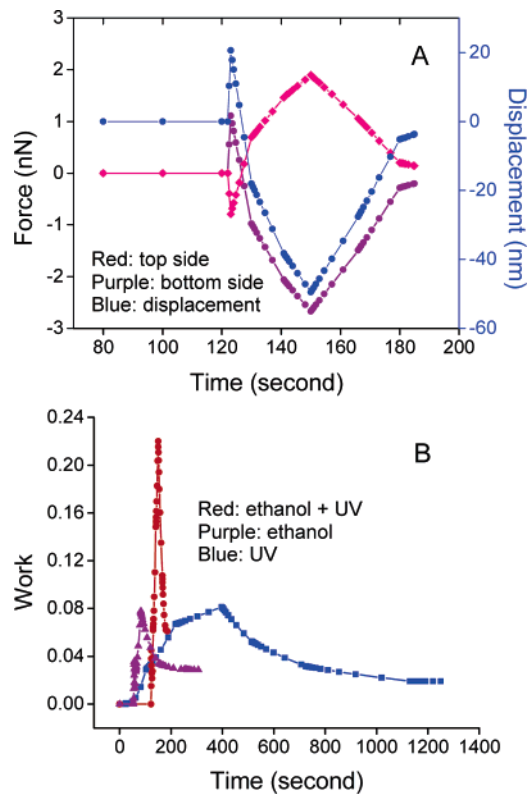 A
3
2
1
0
-1
-2
-3
Force (nN)
20
0
-20
-40
-60
Displacement (nm)
Red: top side
Purple: bottom side
Blue: displacement
80 100 120 140 160 180 200
Time (second)
B
0.24
0.20
0.16
0.12
0.08
0.04
0.00
Work
Red: ethanol + UV
Purple: ethanol
Blue: UV
0 200 400 600 800 1000 1200 1400
Time (second)